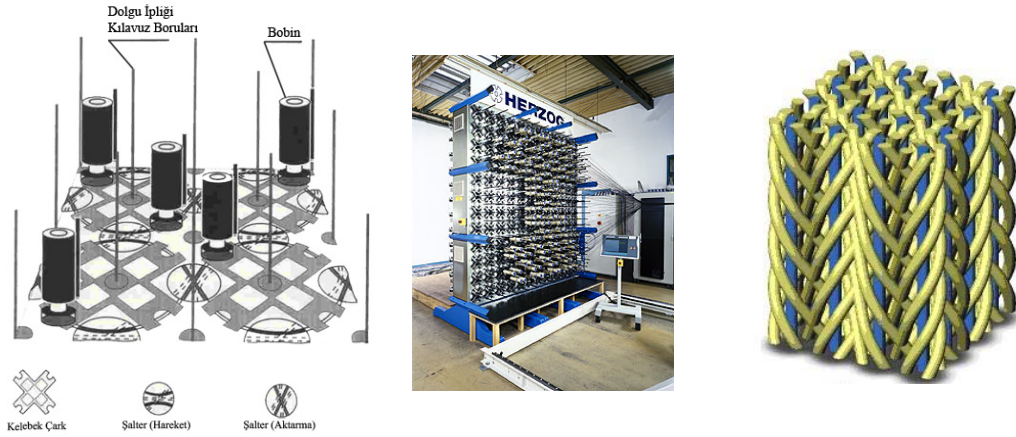 Dolgu İpliği
Kılavuz Boruları
Bobin
HERZOG
Kelebek Çark
Şalter (Hareket)
Şalter (Aktarma)